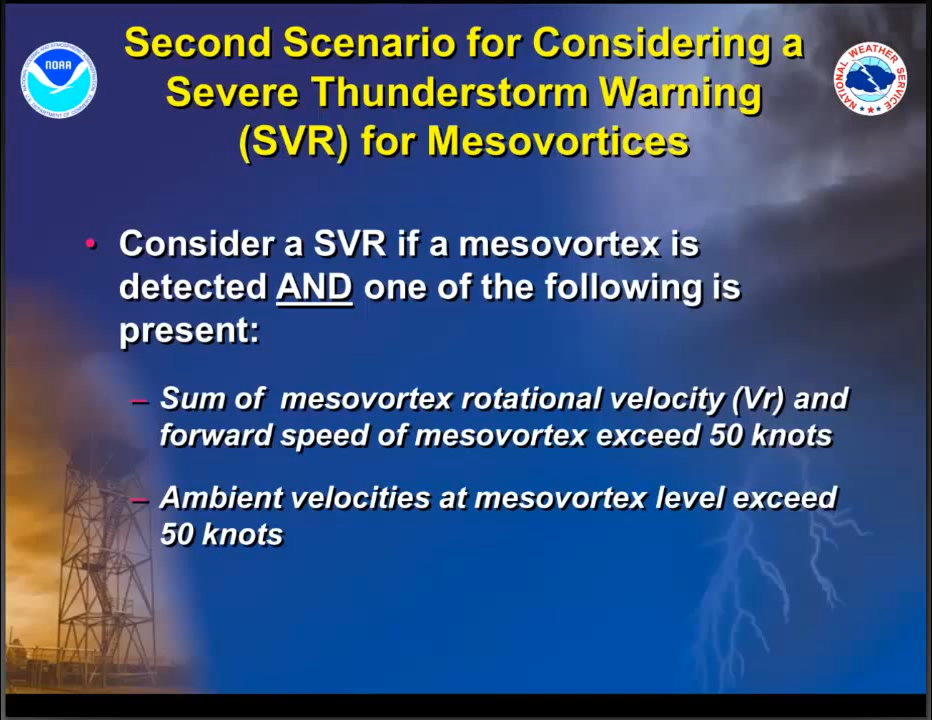 Second Scenario for Considering a
Severe Thunderstorm Warning
(SVR) for Mesovortices
NOAA
NATIONAL WEATHER SERVICE
• Consider a SVR if a mesovortex is
detected AND one of the following is
present:
– Sum of  mesovortex rotational velocity (Vr) and
forward speed of mesovortex exceed 50 knots
– Ambient velocities at mesovortex level exceed
50 knots